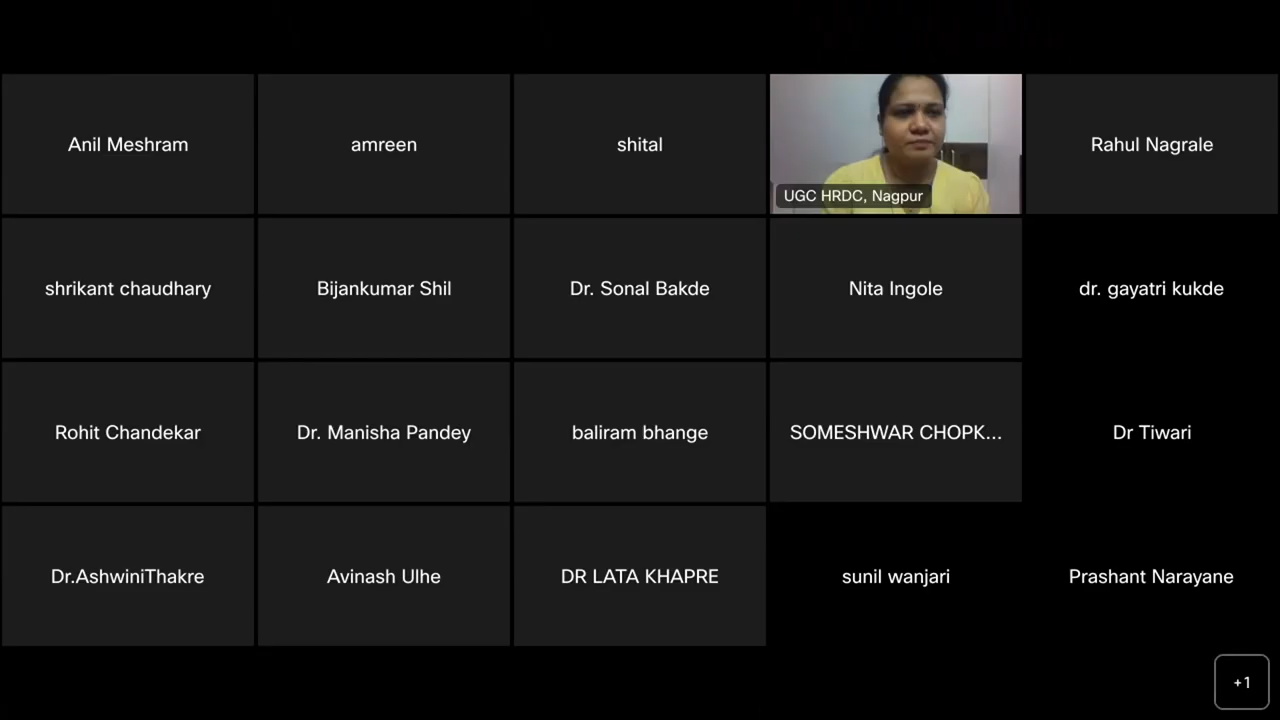 Anil Meshram
amreen
shital
UGC HRDC, Nagpur
Rahul Nagrale
shrikant chaudhary
Bijankumar Shil
Dr. Sonal Bakde
Nita Ingole
dr. gayatri kukde
Rohit Chandekar
Dr. Manisha Pandey
baliram bhange
SOMESHWAR CHOPK...
Dr Tiwari
Dr.AshwiniThakre
Avinash Ulhe
DR LATA KHAPRE
sunil wanjari
Prashant Narayane
+1